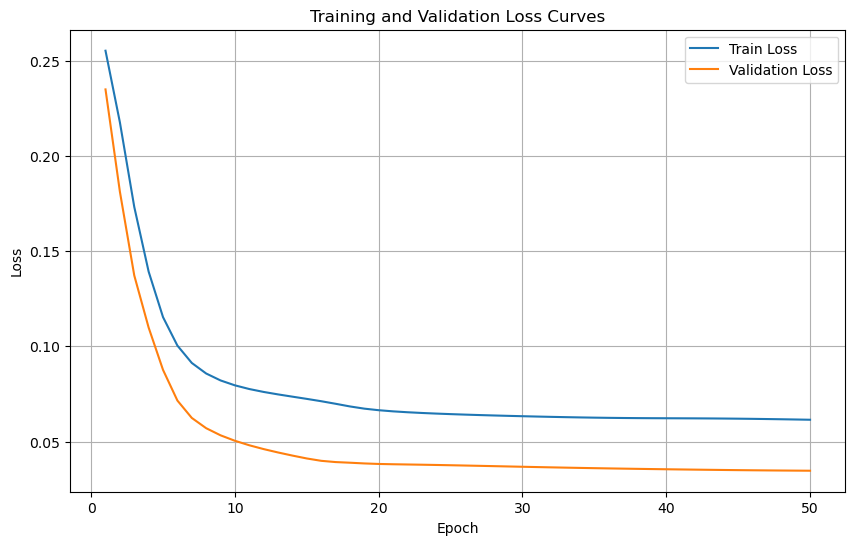 Training and Validation Loss Curves
Train Loss
Validation Loss
Loss
0.25
0.20
0.15
0.10
0.05
0 10 20 30 40 50
Epoch